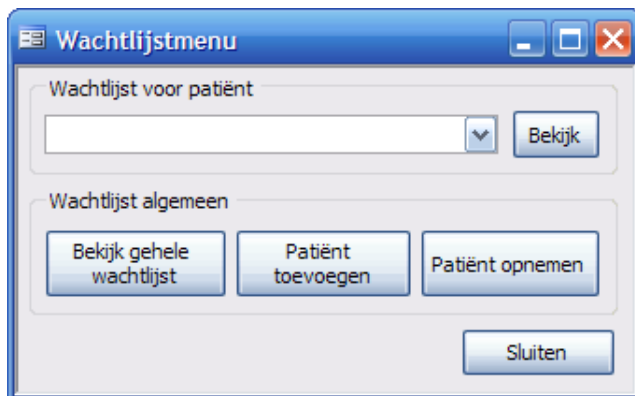 Wachtlijstmenu
Wachtlijst voor patiënt
Bekijk
Wachtlijst algemeen
Bekijk gehele
wachtlijst
Patiënt
toevoegen
Patiënt opnemen
Sluiten